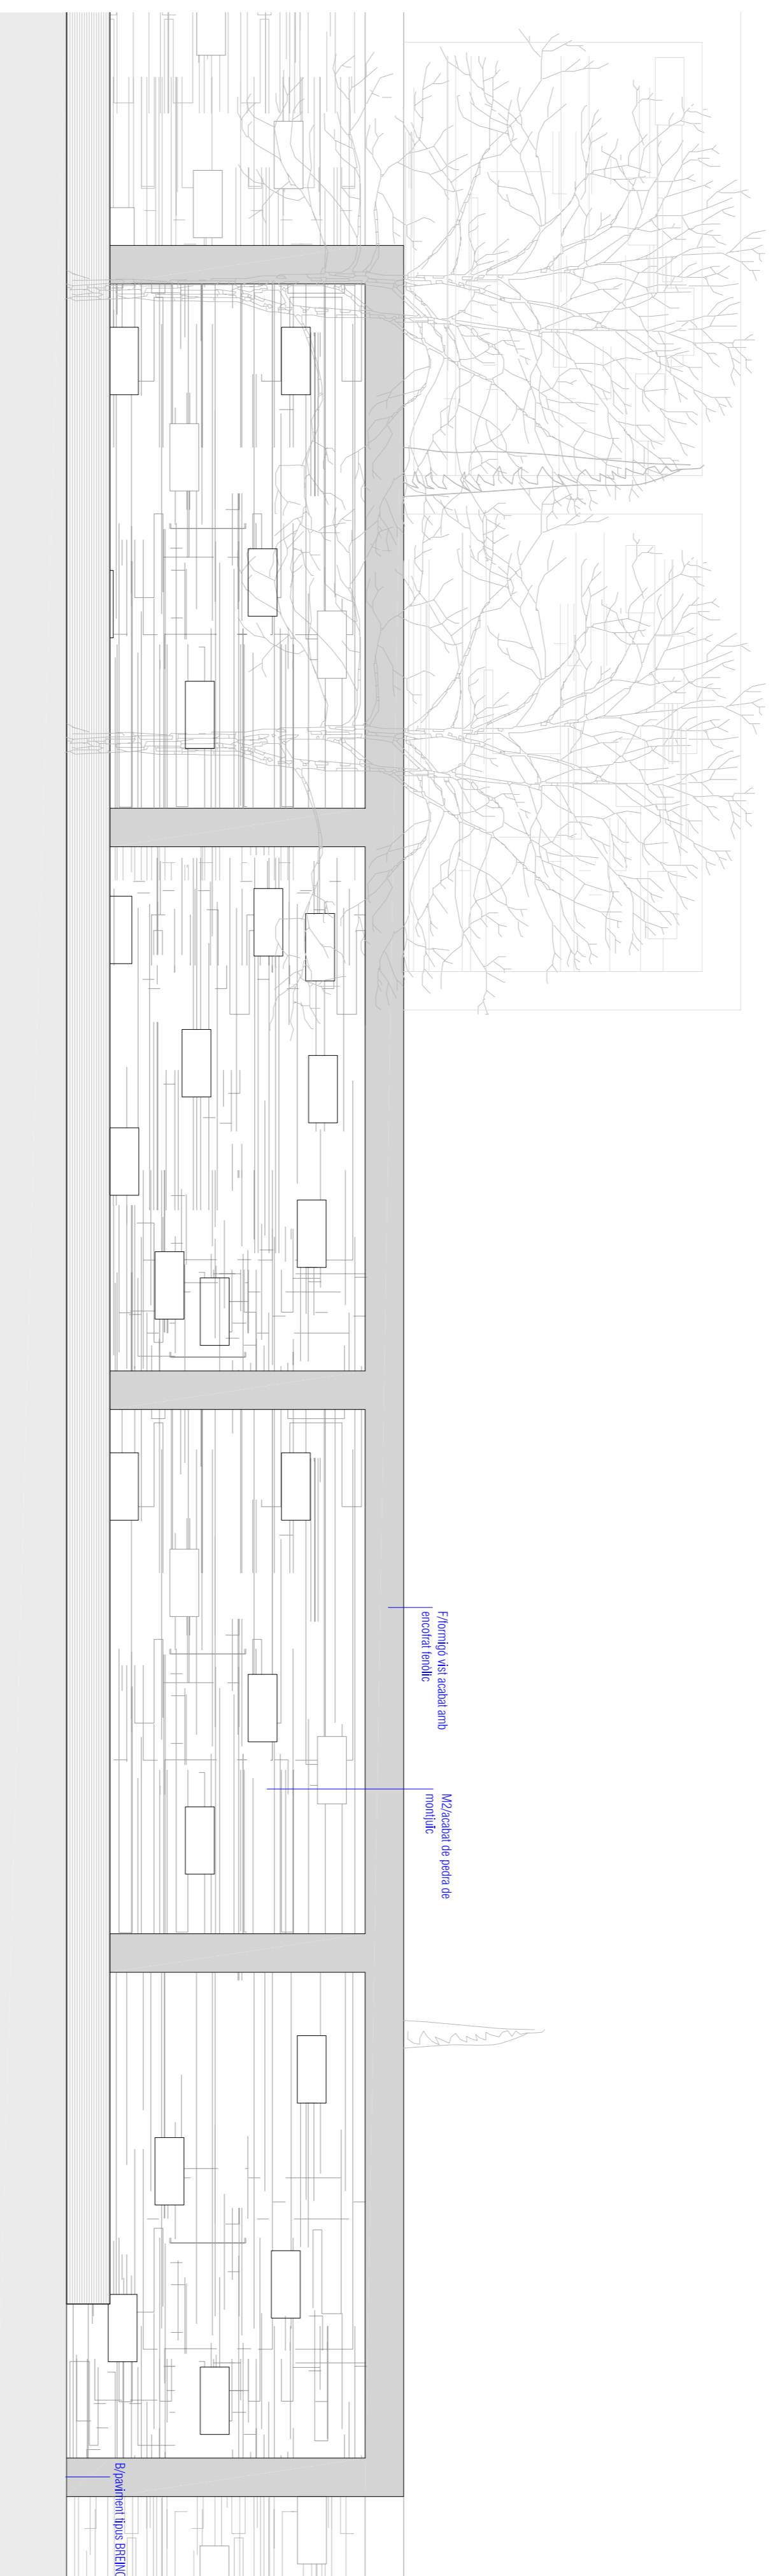 F/formigó vist acabat amb
encofrat fenòlic
M2/acabat de pedra de
montjuïc
B/paviment tipus BREINC